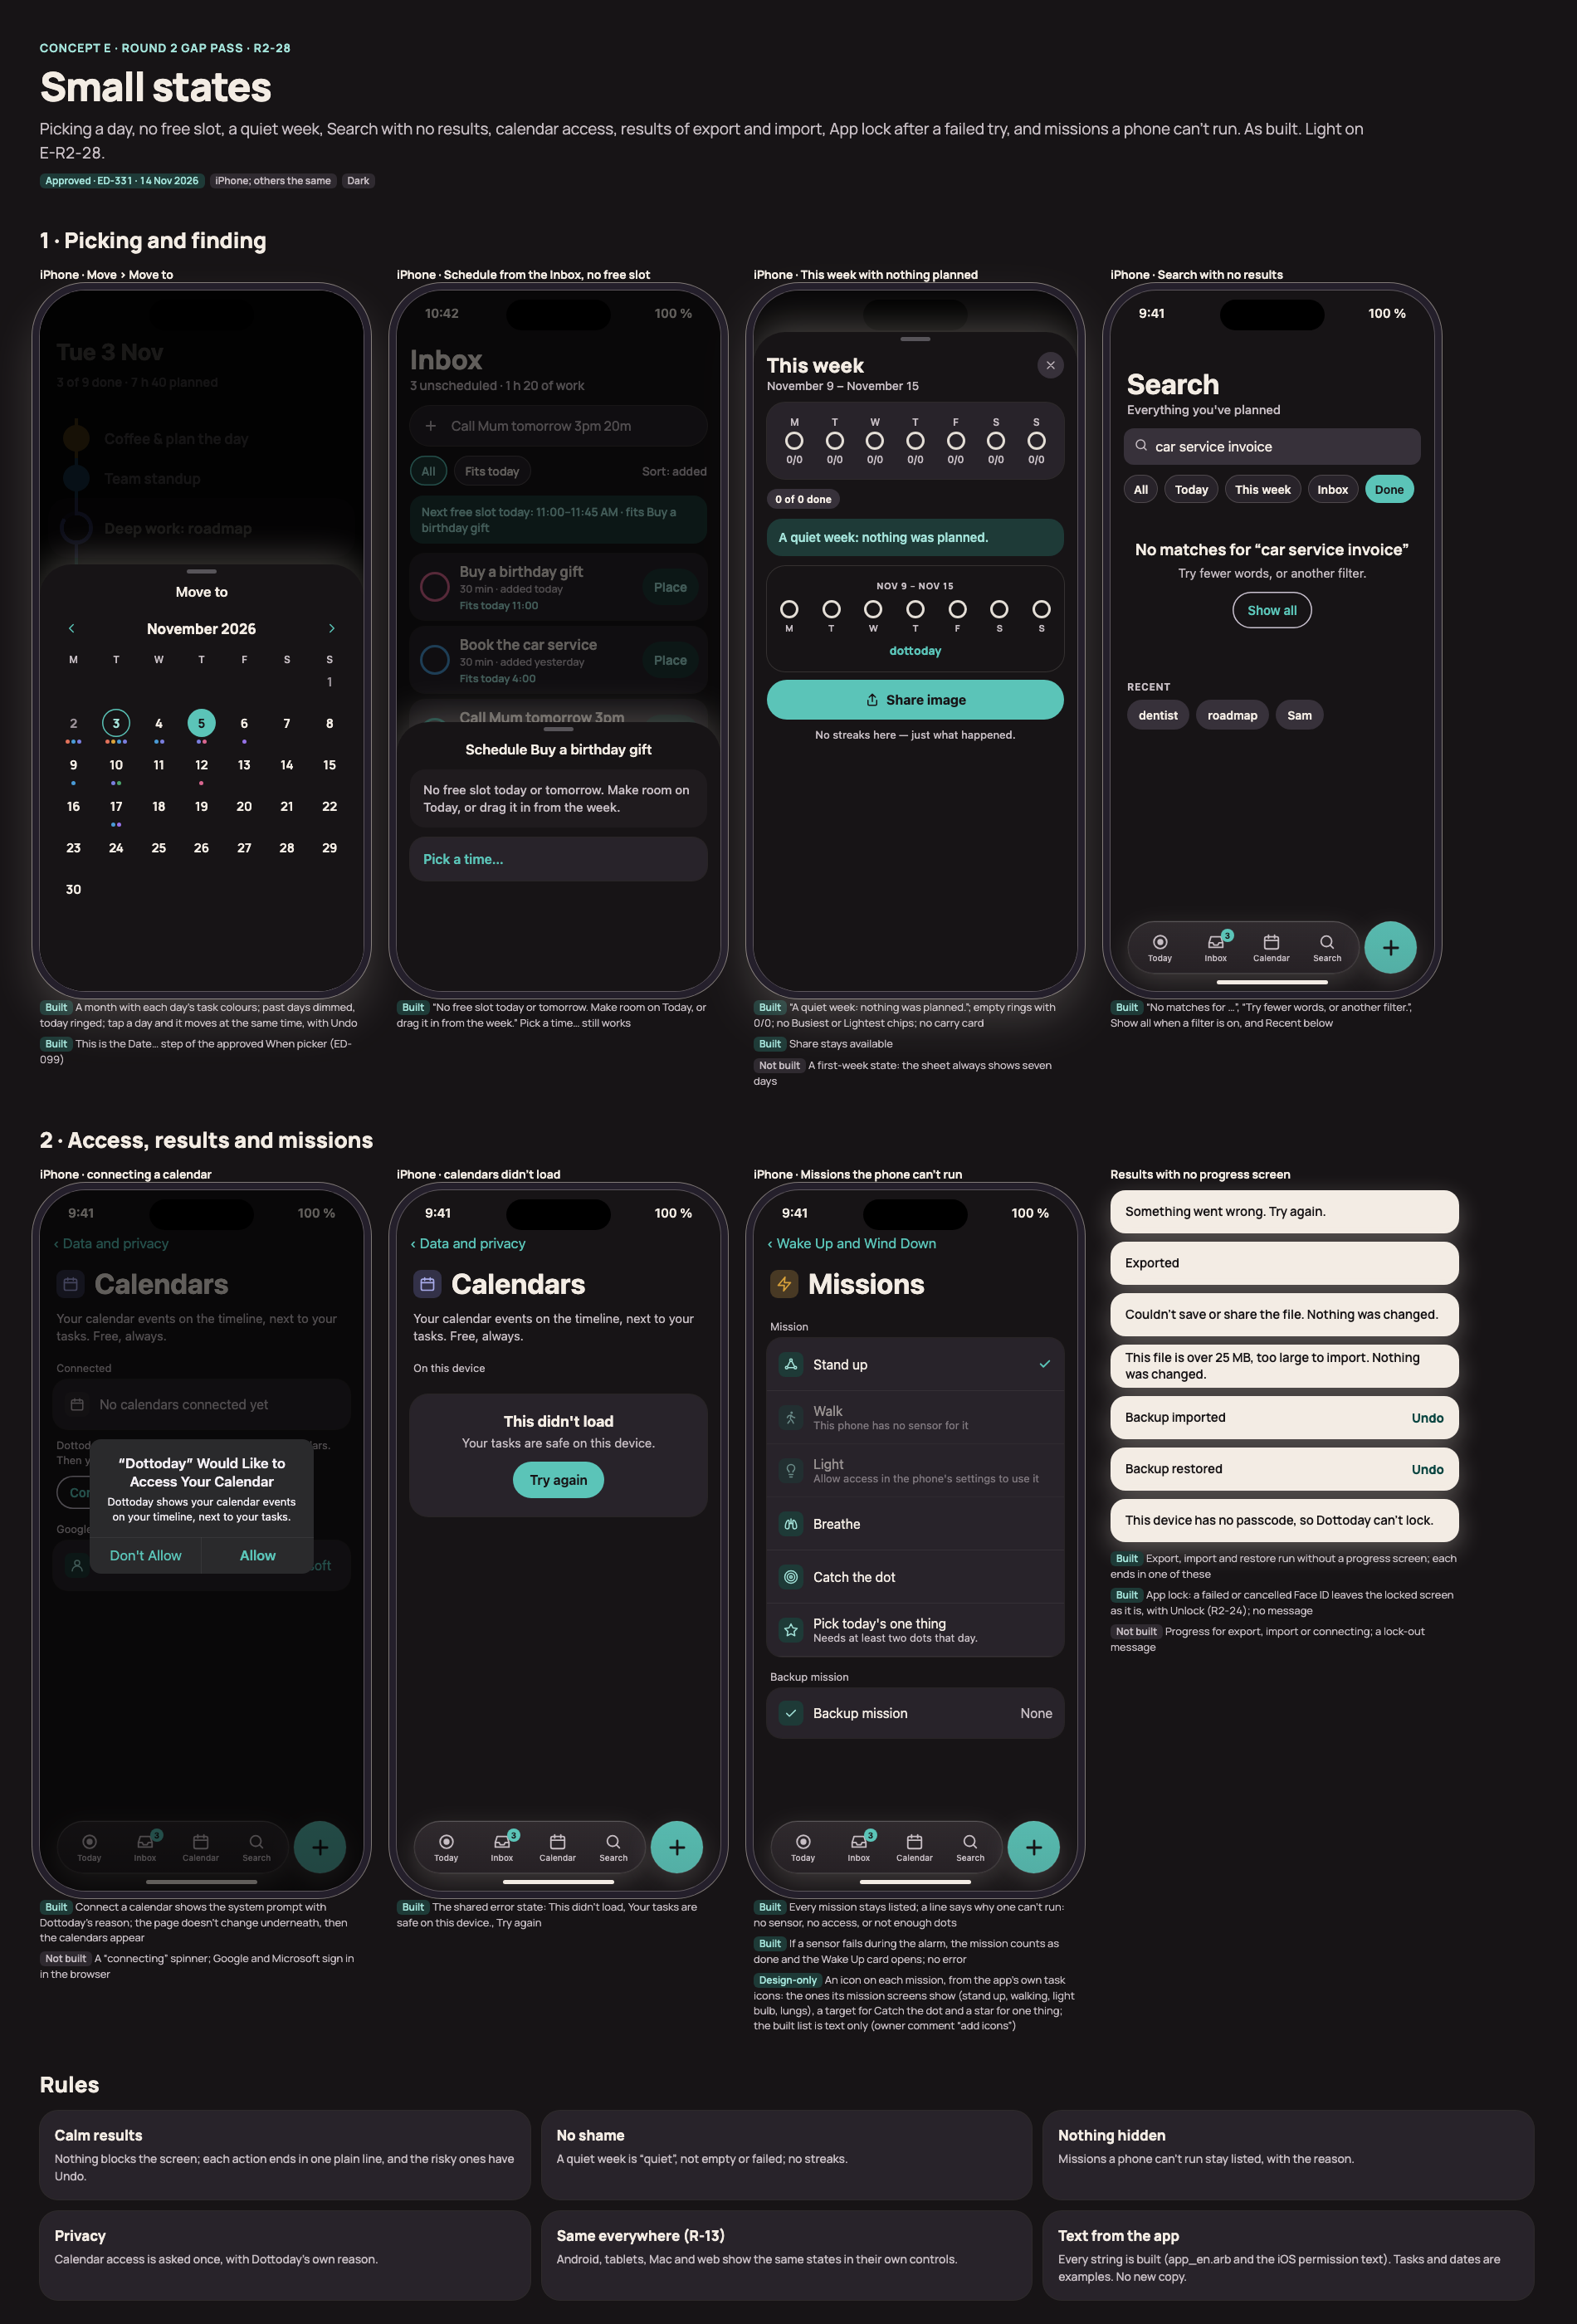 CONCEPT E · ROUND 2 GAP PASS · R2-28
Small states
Picking a day, no free slot, a quiet week, Search with no results, calendar access, results of export and import, App lock after a failed try, and missions a phone can't run. As built. Light on
E-R2-28.
Approved · ED-331 · 14 Nov 2026
iPhone; others the same
Dark
1 · Picking and finding
iPhone · Move > Move to
Tue 3 Nov
3 of 9 done · 7 h 40 planned
Coffee & plan the day
Team standup
Deep work: roadmap
Move to
November 2026
M T W T F S S
1
2 3 4 5 6 7 8
9 10 11 12 13 14 15
16 17 18 19 20 21 22
23 24 25 26 27 28 29
30
Built A month with each day's task colours; past days dimmed,
today ringed; tap a day and it moves at the same time, with Undo
Built This is the Date... step of the approved When picker (ED-
099)
iPhone · Schedule from the Inbox, no free slot
10:42 100 %
Inbox
3 unscheduled · 1 h 20 of work
Call Mum tomorrow 3pm 20m
All Fits today Sort: added
Next free slot today: 11:00–11:45 AM · fits Buy a
birthday gift
Buy a birthday gift
30 min · added today
Fits today 11:00
Place
Book the car service
30 min · added yesterday
Fits today 4:00
Place
Call Mum tomorrow 3pm
Schedule Buy a birthday gift
No free slot today or tomorrow. Make room on
Today, or drag it in from the week.
Pick a time...
Built "No free slot today or tomorrow. Make room on Today, or
drag it in from the week." Pick a time... still works
iPhone · This week with nothing planned
This week
November 9 – November 15
M T W T F S S
0/0 0/0 0/0 0/0 0/0 0/0 0/0
0 of 0 done
A quiet week: nothing was planned.
NOV 9 – NOV 15
M T W T F S S
dottoday
Share image
No streaks here — just what happened.
Built "A quiet week: nothing was planned."; empty rings with
0/0; no Busiest or Lightest chips; no carry card
Built Share stays available
Not built A first-week state: the sheet always shows seven
days
iPhone · Search with no results
9:41 100 %
Search
Everything you've planned
car service invoice
All Today This week Inbox Done
No matches for “car service invoice”
Try fewer words, or another filter.
Show all
RECENT
dentist roadmap Sam
3
Today Inbox Calendar Search
Built "No matches for …", "Try fewer words, or another filter.",
Show all when a filter is on, and Recent below
2 · Access, results and missions
iPhone · connecting a calendar
9:41 100 %
‹ Data and privacy
Calendars
Your calendar events on the timeline, next to your
tasks. Free, always.
Connected
No calendars connected yet
“Dottoday” Would Like to
Access Your Calendar
Dottoday shows your calendar events
on your timeline, next to your tasks.
Don't Allow Allow
3
Today Inbox Calendar Search
Built Connect a calendar shows the system prompt with
Dottoday's reason; the page doesn't change underneath, then
the calendars appear
Not built A "connecting" spinner; Google and Microsoft sign in
in the browser
iPhone · calendars didn't load
9:41 100 %
‹ Data and privacy
Calendars
Your calendar events on the timeline, next to your
tasks. Free, always.
On this device
This didn't load
Your tasks are safe on this device.
Try again
3
Today Inbox Calendar Search
Built The shared error state: This didn't load, Your tasks are
safe on this device., Try again
iPhone · Missions the phone can't run
9:41 100 %
‹ Wake Up and Wind Down
Missions
Mission
Stand up
Walk
This phone has no sensor for it
Light
Allow access in the phone's settings to use it
Breathe
Catch the dot
Pick today's one thing
Needs at least two dots that day.
Backup mission
Backup mission None
3
Today Inbox Calendar Search
Built Every mission stays listed; a line says why one can't run:
no sensor, no access, or not enough dots
Built If a sensor fails during the alarm, the mission counts as
done and the Wake Up card opens; no error
Design-only An icon on each mission, from the app's own task
icons: the ones its mission screens show (stand up, walking, light
bulb, lungs), a target for Catch the dot and a star for one thing;
the built list is text only (owner comment "add icons")
Results with no progress screen
Something went wrong. Try again.
Exported
Couldn't save or share the file. Nothing was changed.
This file is over 25 MB, too large to import. Nothing
was changed.
Backup imported Undo
Backup restored Undo
This device has no passcode, so Dottoday can't lock.
Built Export, import and restore run without a progress screen; each
ends in one of these
Built App lock: a failed or cancelled Face ID leaves the locked screen
as it is, with Unlock (R2-24); no message
Not built Progress for export, import or connecting; a lock-out
message
Rules
Calm results
Nothing blocks the screen; each action ends in one plain line, and the risky ones have
Undo.
No shame
A quiet week is "quiet", not empty or failed; no streaks.
Nothing hidden
Missions a phone can't run stay listed, with the reason.
Privacy
Calendar access is asked once, with Dottoday's own reason.
Same everywhere (R-13)
Android, tablets, Mac and web show the same states in their own controls.
Text from the app
Every string is built (app_en.arb and the iOS permission text). Tasks and dates are
examples. No new copy.